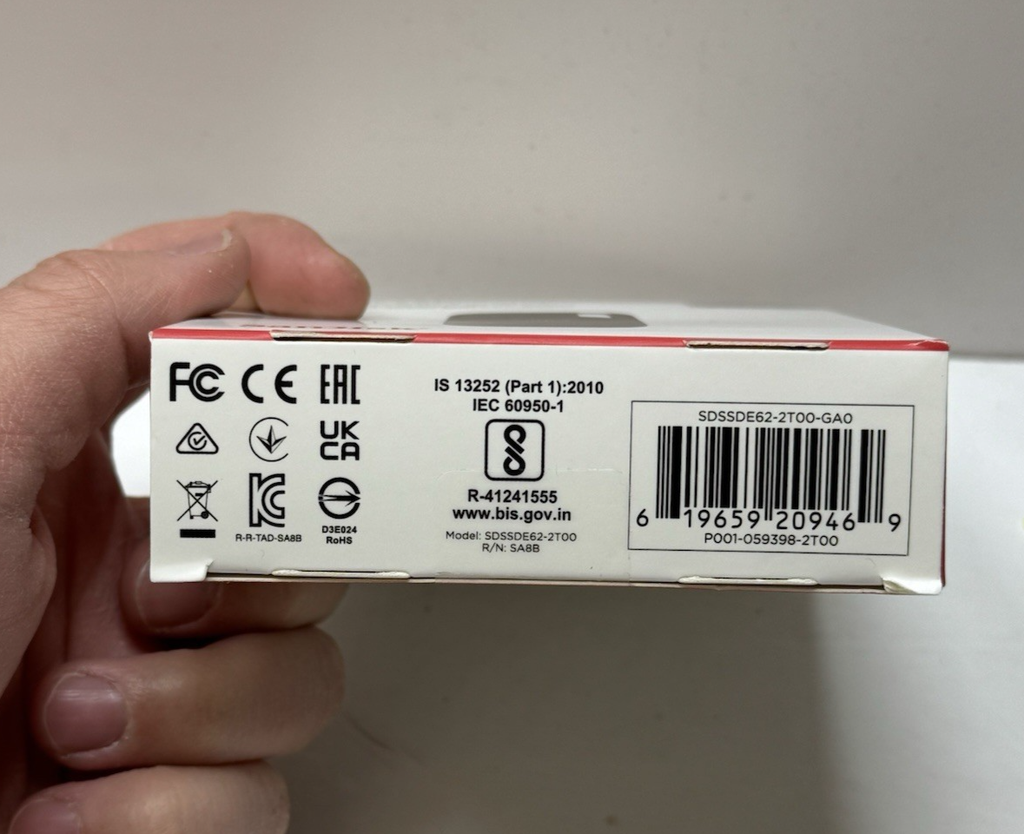 FC CE EAC
UK
CA
R-R-TAD-SA8B
D3E024
RoHS
IS 13252 (Part 1):2010
IEC 60950-1
R-41241555
www.bis.gov.in
Model: SDSSDE62-2T00
R/N: SA8B
SDSSDE62-2T00-GA0
6 19659 20946 9
P001-059398-2T00